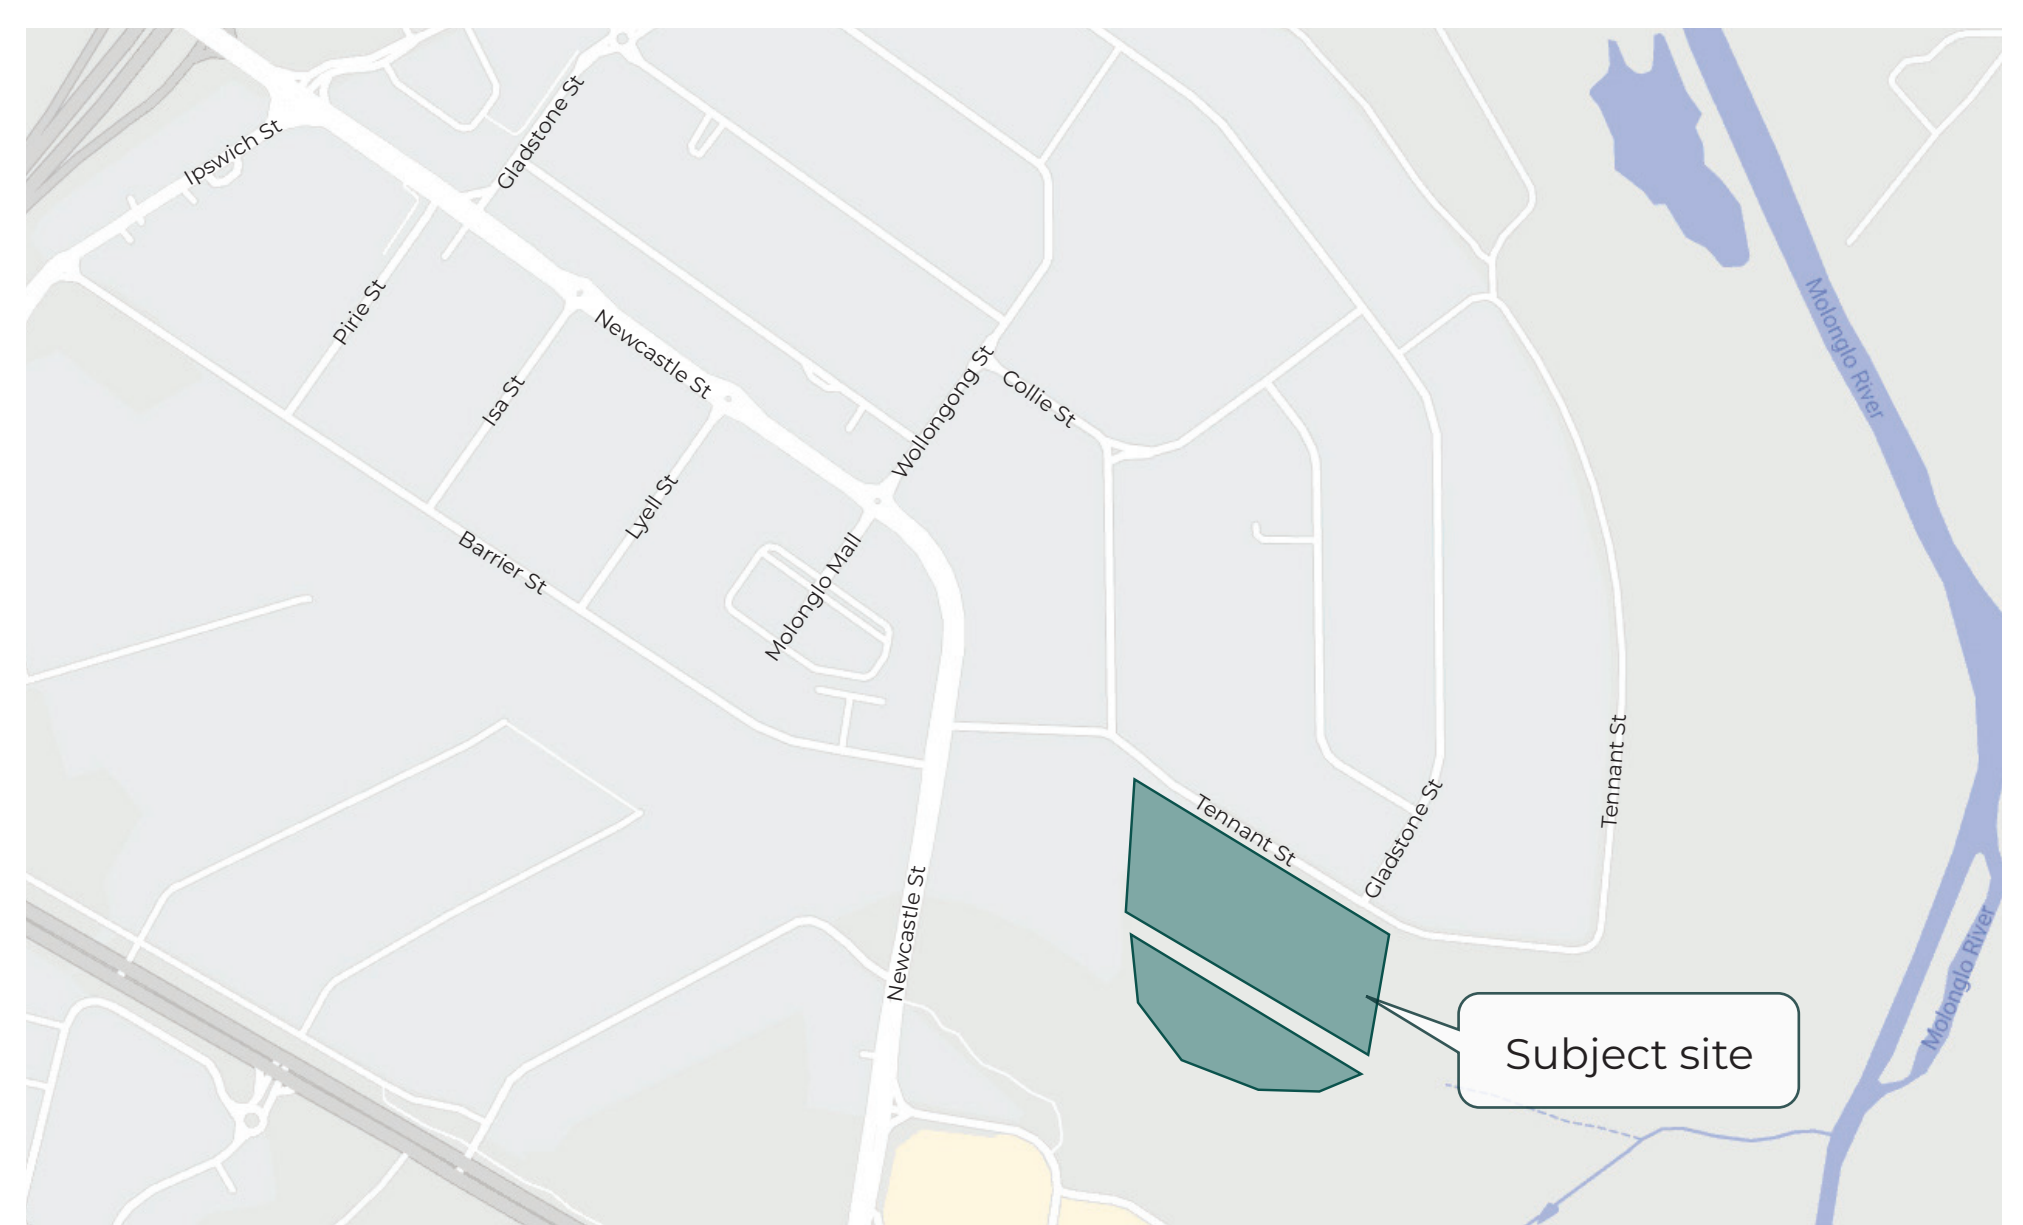 Gladstone St
Ipswich St
Pirie St
Newcastle St
Isa St
Wollongong St
Collie St
Molonglo River
Lyell St
Barrier St
Molonglo Mall
Tennant St
Tennant St
Gladstone St
Newcastle St
Molonglo River
Subject site